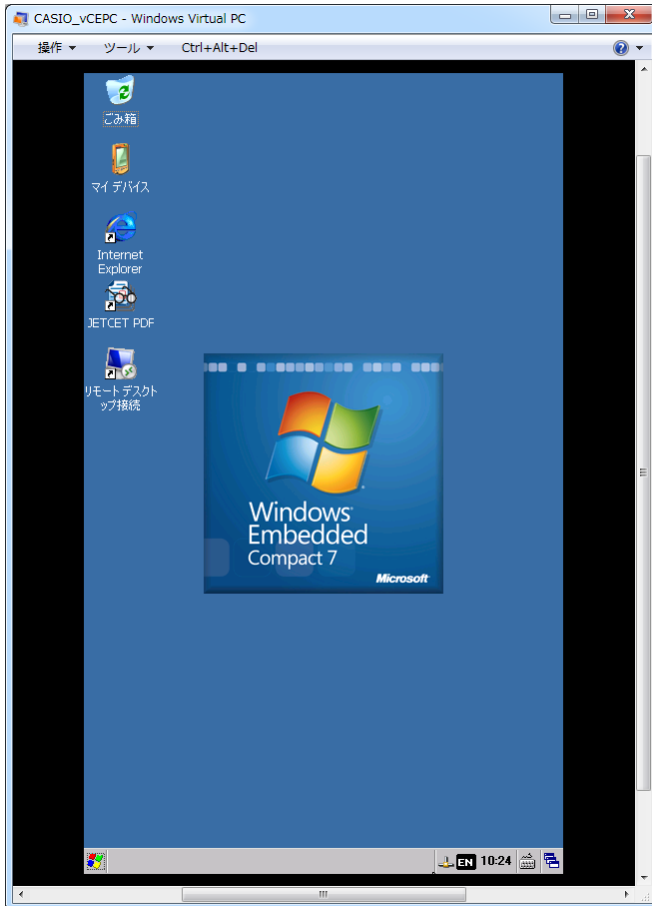 CASIO_vCEPC - Windows Virtual PC
操作 ツール Ctrl+Alt+Del
ごみ箱
マイ デバイス
Internet
Explorer
JETCET PDF
リモート デスクト
ップ接続
Windows
Embedded
Compact 7
Microsoft
EN 10:24